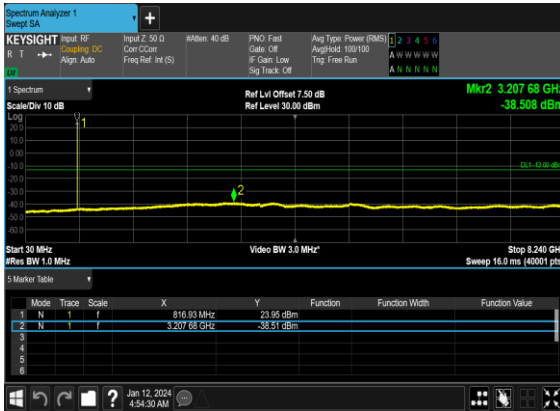 Spectrum Analyzer 1
Swept SA
+
KEYSIGHT Input: RF Input Z: 50 Ω #Atten: 40 dB PNO: Fast Avg Type: Power (RMS) 1 2 3 4 5 6
R T Coupling: DC Corr CCorr Gate: Off Avg|Hold: 100/100 A W W W W W
Align: Auto Freq Ref: Int (S) IF Gain: Low Trig: Free Run
Sig Track: Off A N N N N N
1 Spectrum Ref Lvl Offset 7.50 dB Mkr2 3.207 68 GHz
Scale/Div 10 dB Ref Level 30.00 dBm -38.508 dBm
Log
20.0
10.0
0.00
-10.0
-20.0
-30.0
-40.0
-50.0
-60.0
1
DL1 -13.00 dBm
2
Start 30 MHz Video BW 3.0 MHz* Stop 8.240 GHz
#Res BW 1.0 MHz Sweep 16.0 ms (40001 pts)
5 Marker Table
Mode Trace Scale X Y Function Function Width Function Value
1 N 1 f 816.93 MHz 23.95 dBm
2 N 1 f 3.207 68 GHz -38.51 dBm
3
4
5
6
? Jan 12, 2024
4:54:30 AM